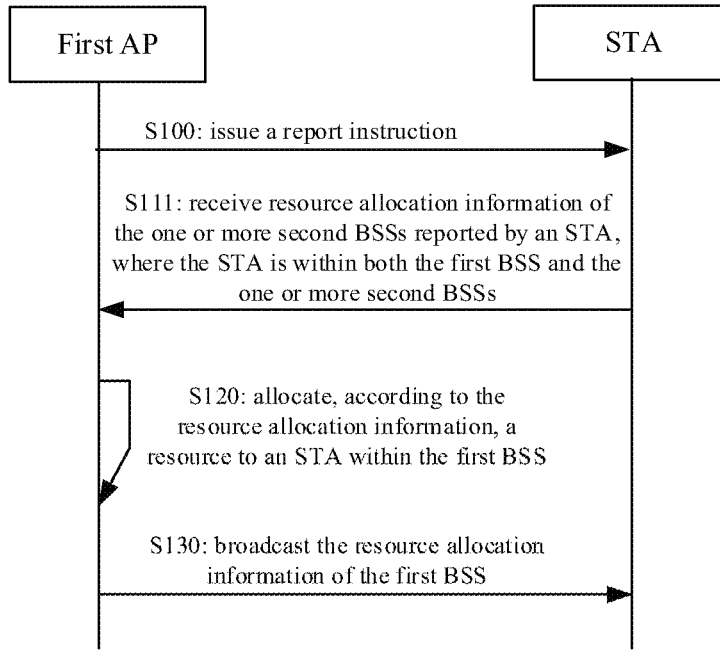 First AP
STA
S100: issue a report instruction
S111: receive resource allocation information of
the one or more second BSSs reported by an STA,
where the STA is within both the first BSS and the
one or more second BSSs
S120: allocate, according to the
resource allocation information, a
resource to an STA within the first BSS
S130: broadcast the resource allocation
information of the first BSS